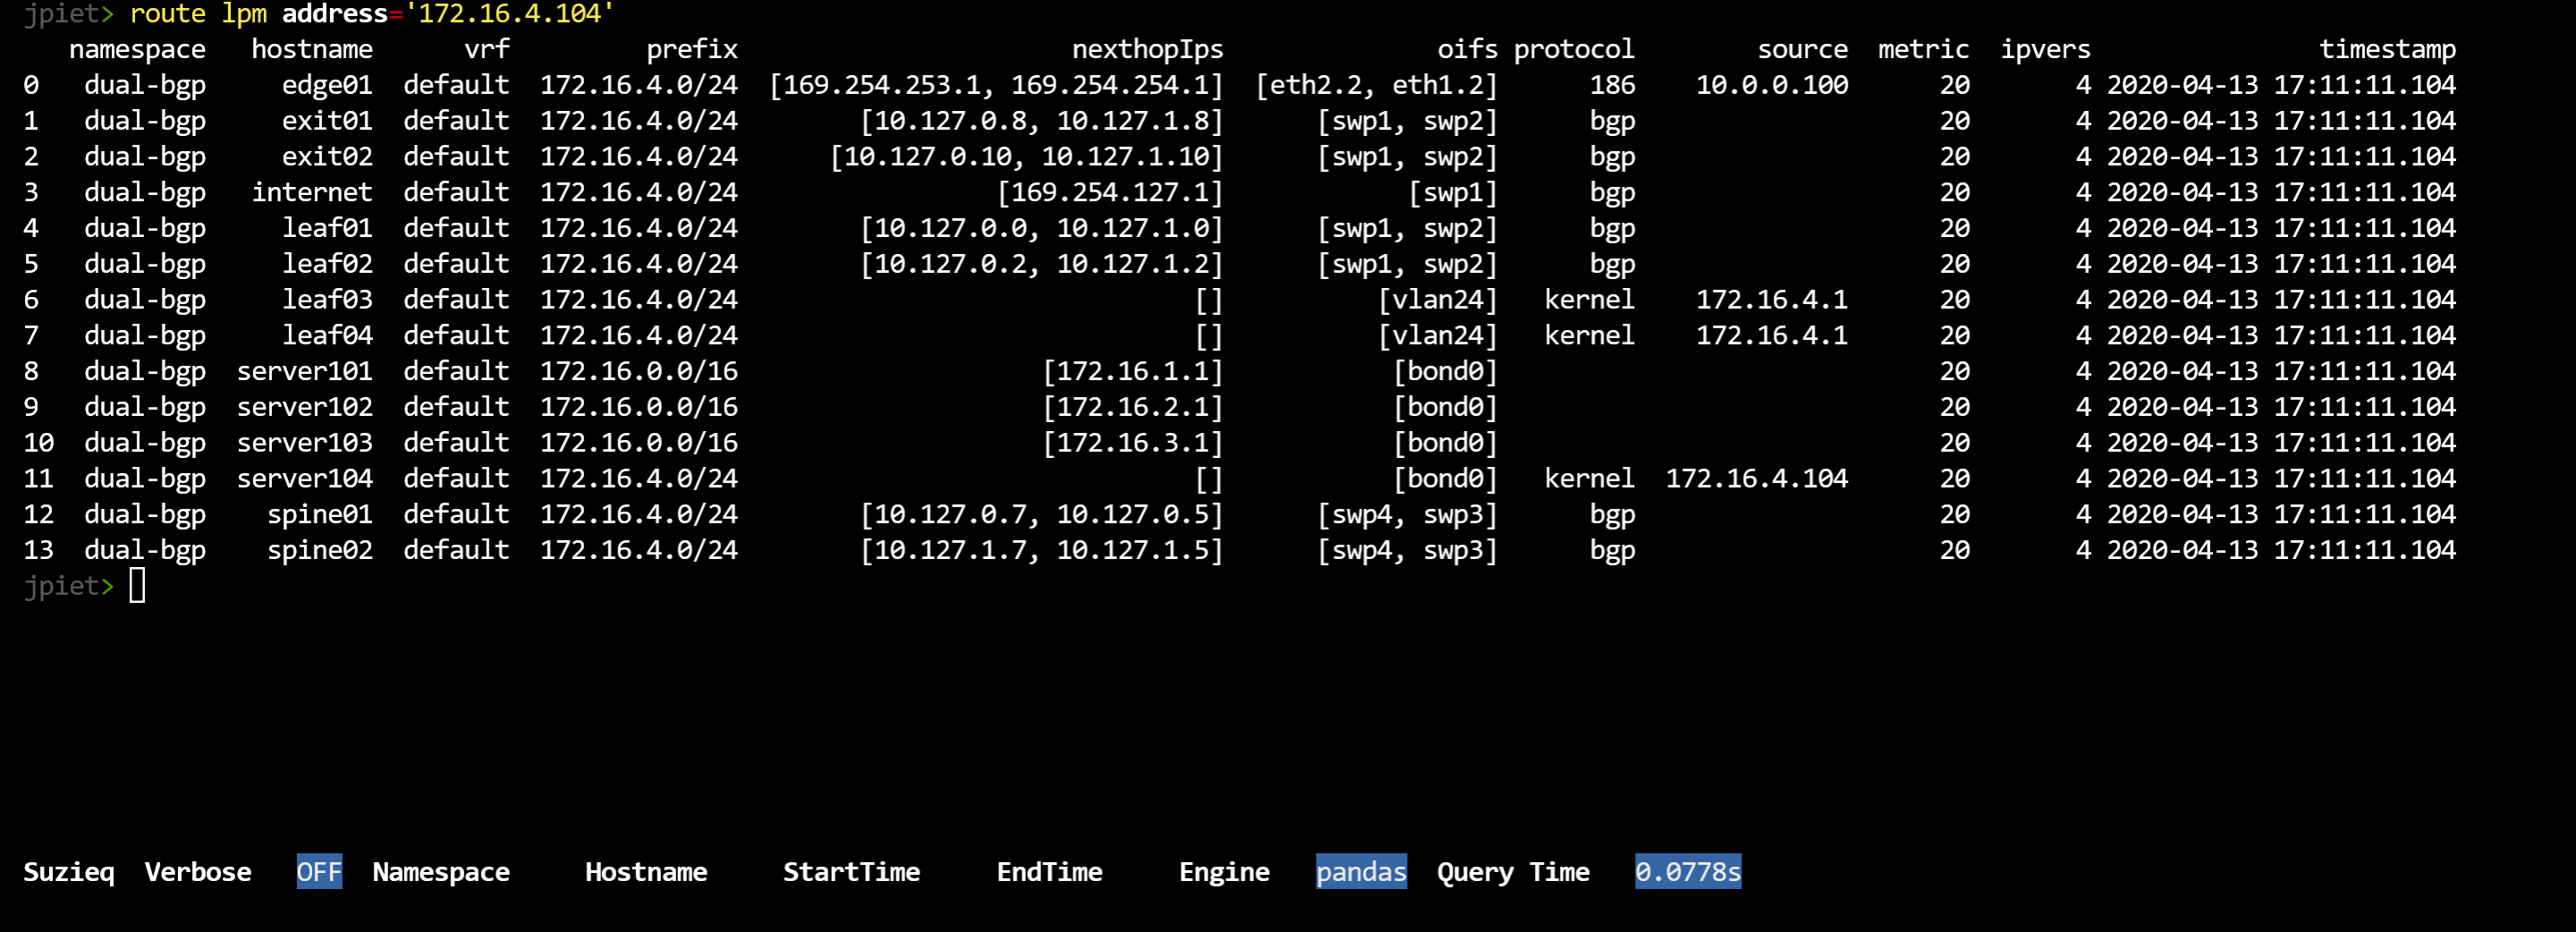 jpiet> route lpm address='172.16.4.104'
namespace hostname vrf prefix nexthopIps oifs protocol source metric ipvers timestamp
0 dual-bgp edge01 default 172.16.4.0/24 [169.254.253.1, 169.254.254.1] [eth2.2, eth1.2] 186 10.0.0.100 20 4 2020-04-13 17:11:11.104
1 dual-bgp exit01 default 172.16.4.0/24 [10.127.0.8, 10.127.1.8] [swp1, swp2] bgp 20 4 2020-04-13 17:11:11.104
2 dual-bgp exit02 default 172.16.4.0/24 [10.127.0.10, 10.127.1.10] [swp1, swp2] bgp 20 4 2020-04-13 17:11:11.104
3 dual-bgp internet default 172.16.4.0/24 [169.254.127.1] [swp1] bgp 20 4 2020-04-13 17:11:11.104
4 dual-bgp leaf01 default 172.16.4.0/24 [10.127.0.0, 10.127.1.0] [swp1, swp2] bgp 20 4 2020-04-13 17:11:11.104
5 dual-bgp leaf02 default 172.16.4.0/24 [10.127.0.2, 10.127.1.2] [swp1, swp2] bgp 20 4 2020-04-13 17:11:11.104
6 dual-bgp leaf03 default 172.16.4.0/24 [] [vlan24] kernel 172.16.4.1 20 4 2020-04-13 17:11:11.104
7 dual-bgp leaf04 default 172.16.4.0/24 [] [vlan24] kernel 172.16.4.1 20 4 2020-04-13 17:11:11.104
8 dual-bgp server101 default 172.16.0.0/16 [172.16.1.1] [bond0] 20 4 2020-04-13 17:11:11.104
9 dual-bgp server102 default 172.16.0.0/16 [172.16.2.1] [bond0] 20 4 2020-04-13 17:11:11.104
10 dual-bgp server103 default 172.16.0.0/16 [172.16.3.1] [bond0] 20 4 2020-04-13 17:11:11.104
11 dual-bgp server104 default 172.16.4.0/24 [] [bond0] kernel 172.16.4.104 20 4 2020-04-13 17:11:11.104
12 dual-bgp spine01 default 172.16.4.0/24 [10.127.0.7, 10.127.0.5] [swp4, swp3] bgp 20 4 2020-04-13 17:11:11.104
13 dual-bgp spine02 default 172.16.4.0/24 [10.127.1.7, 10.127.1.5] [swp4, swp3] bgp 20 4 2020-04-13 17:11:11.104
jpiet>
Suzieq Verbose OFF Namespace Hostname StartTime EndTime Engine pandas Query Time 0.0778s